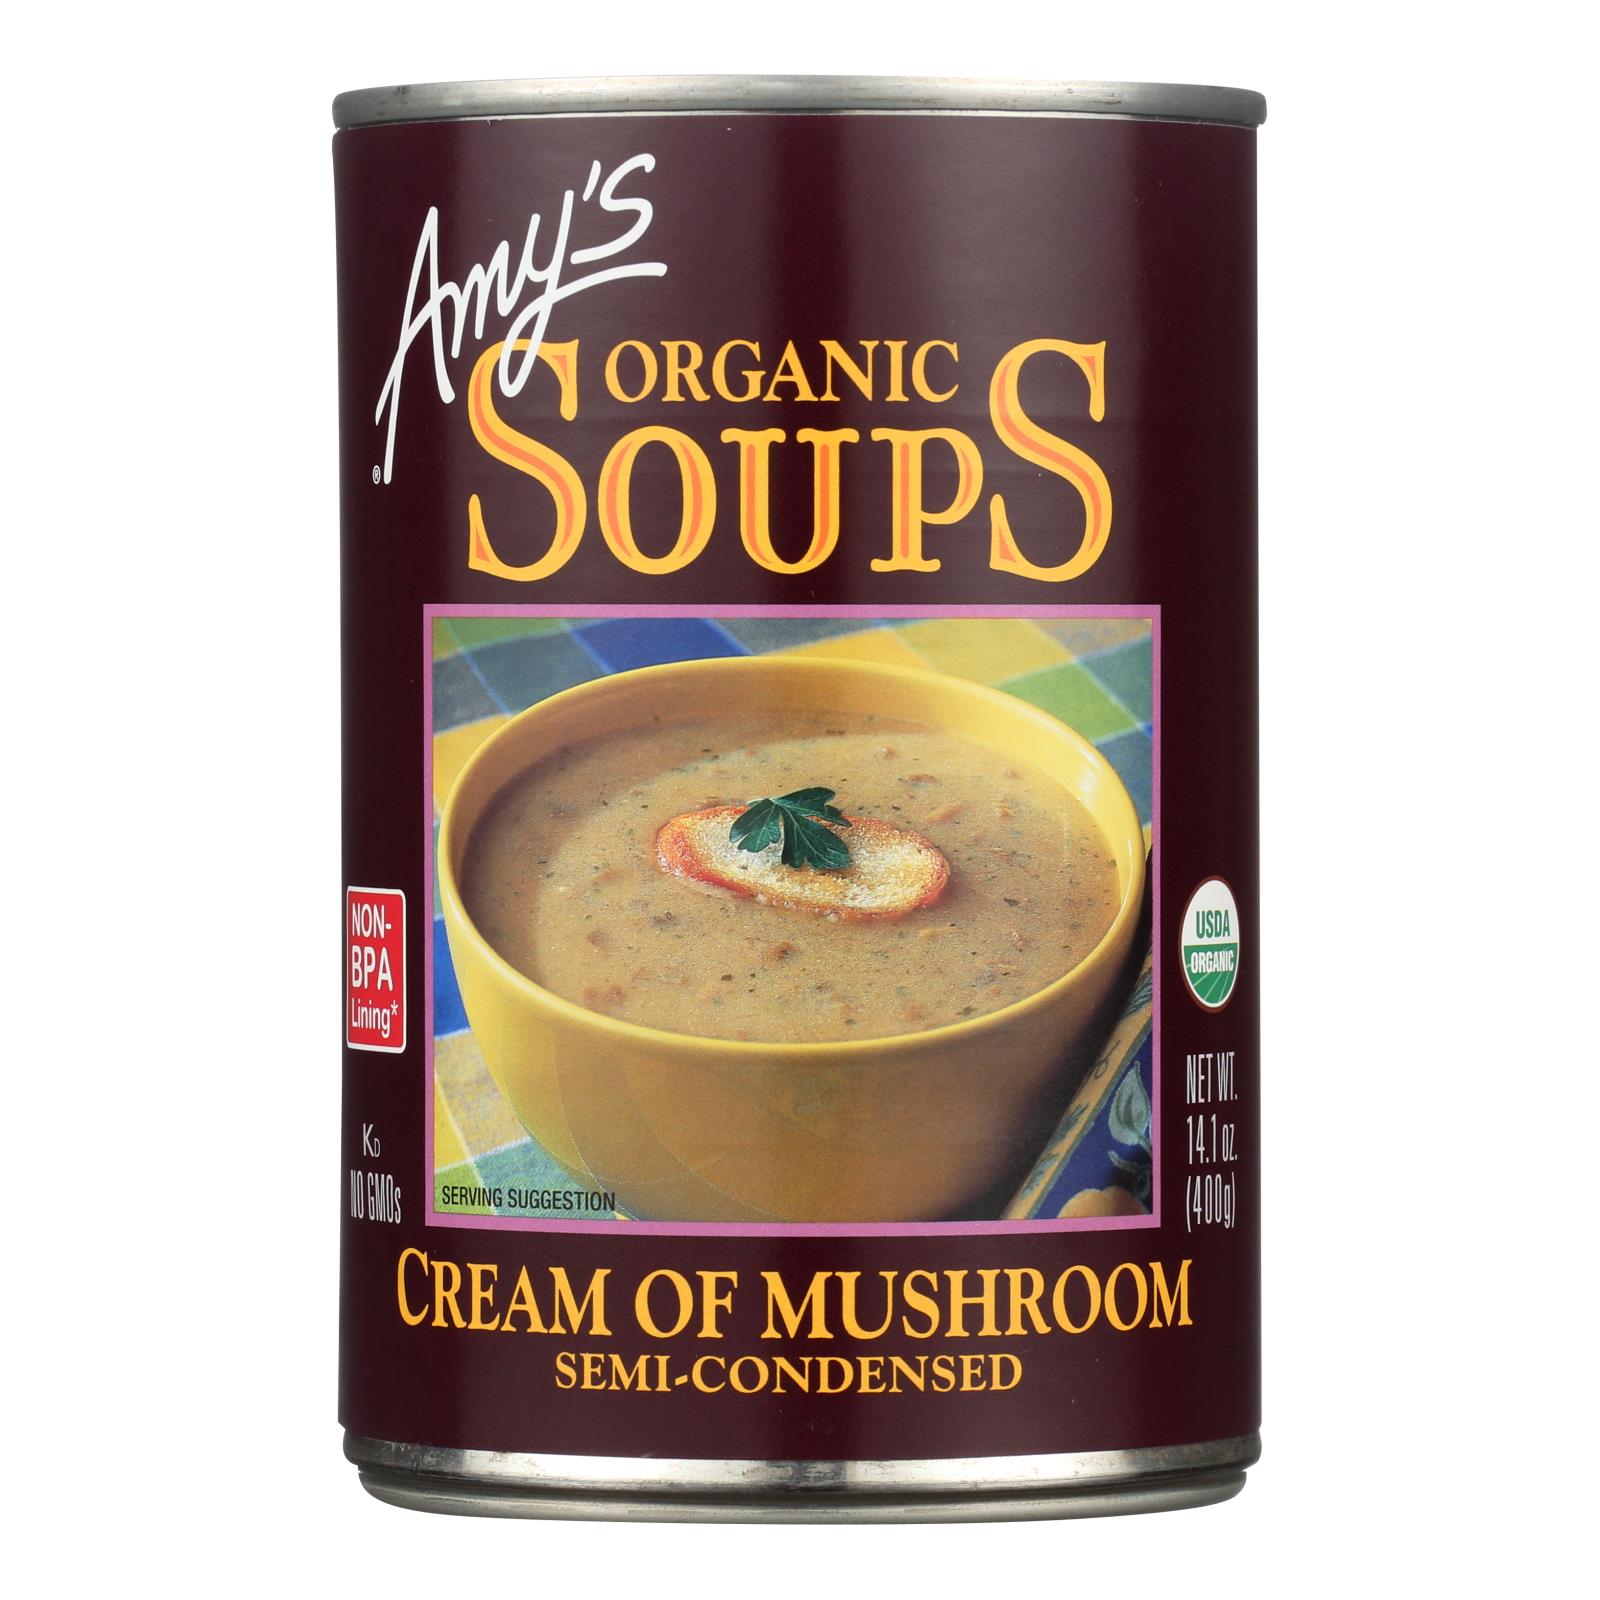 Amy's
®
ORGANIC
SOUPS
NON-
BPA
Lining*
KD
NO GMOs
SERVING SUGGESTION
USDA
ORGANIC
NET WT.
14.1 oz.
(400g)
CREAM OF MUSHROOM
SEMI-CONDENSED